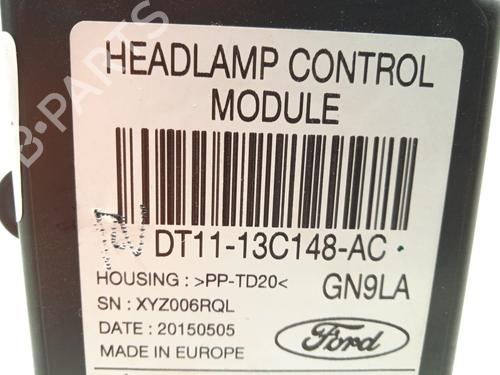 HEADLAMP CONTROL
MODULE
DT11-13C148-AC
HOUSING : >PP-TD20<
GN9LA
SN : XYZ006RQL
DATE : 20150505
MADE IN EUROPE
Ford
B-PARTS